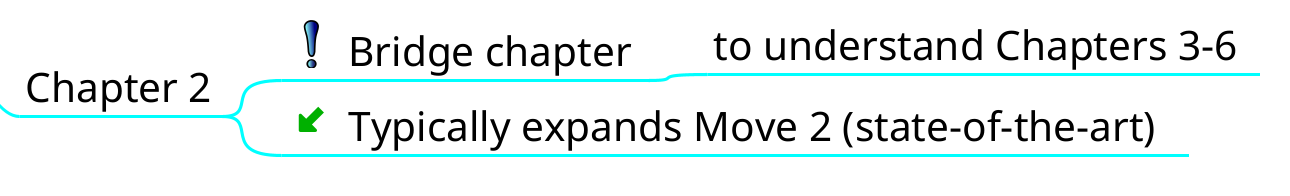 Chapter 2
Bridge chapter
to understand Chapters 3-6
Typically expands Move 2 (state-of-the-art)